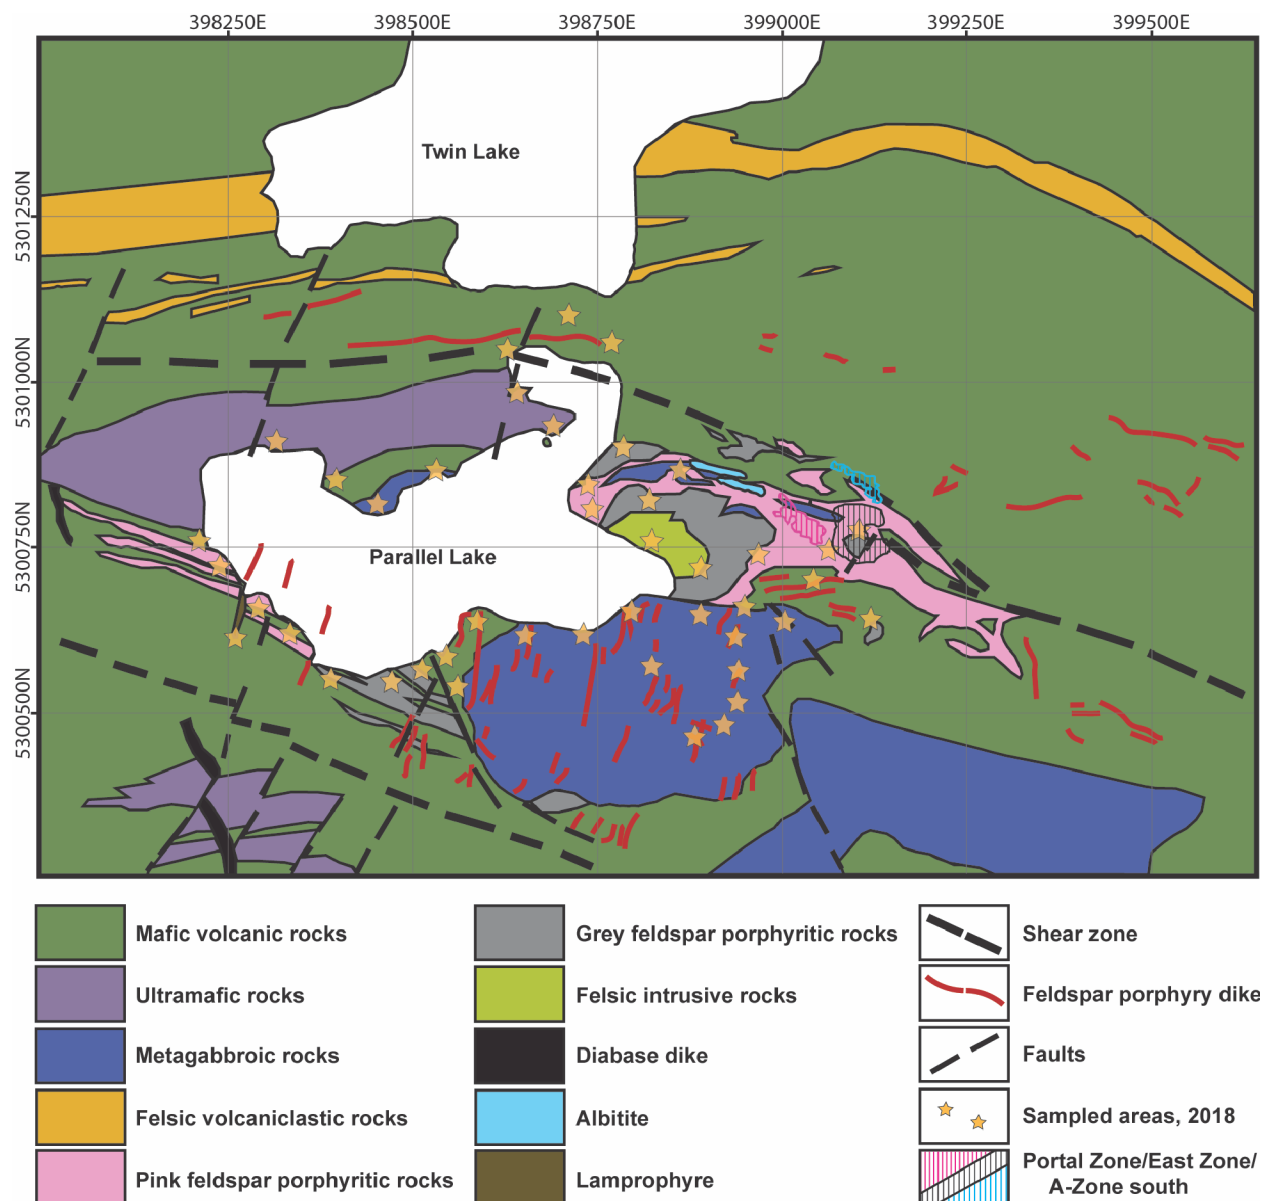 398250E 398500E 398750E 399000E 399250E 399500E
5301250N
5301000N
5300750N
5300500N
Twin Lake
Parallel Lake
Mafic volcanic rocks
Ultramafic rocks
Metagabbroic rocks
Felsic volcaniclastic rocks
Pink feldspar porphyritic rocks
Grey feldspar porphyritic rocks
Felsic intrusive rocks
Diabase dike
Albitite
Lamprophyre
Shear zone
Feldspar porphyry dike
Faults
Sampled areas, 2018
Portal Zone/East Zone/
A-Zone south